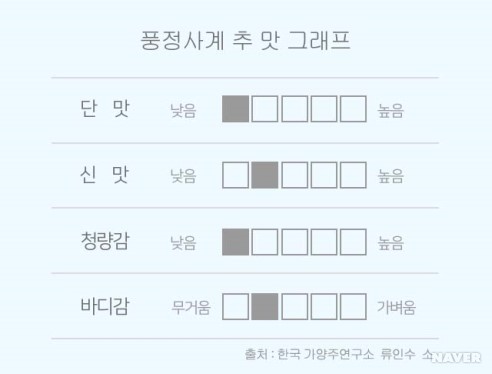 풍정사계 추 맛 그래프
단 맛 낮음 높음
신 맛 낮음 높음
청량감 낮음 높음
바디감 무거움 가벼움
출처 : 한국 가양주연구소 류인수 소
NAVER